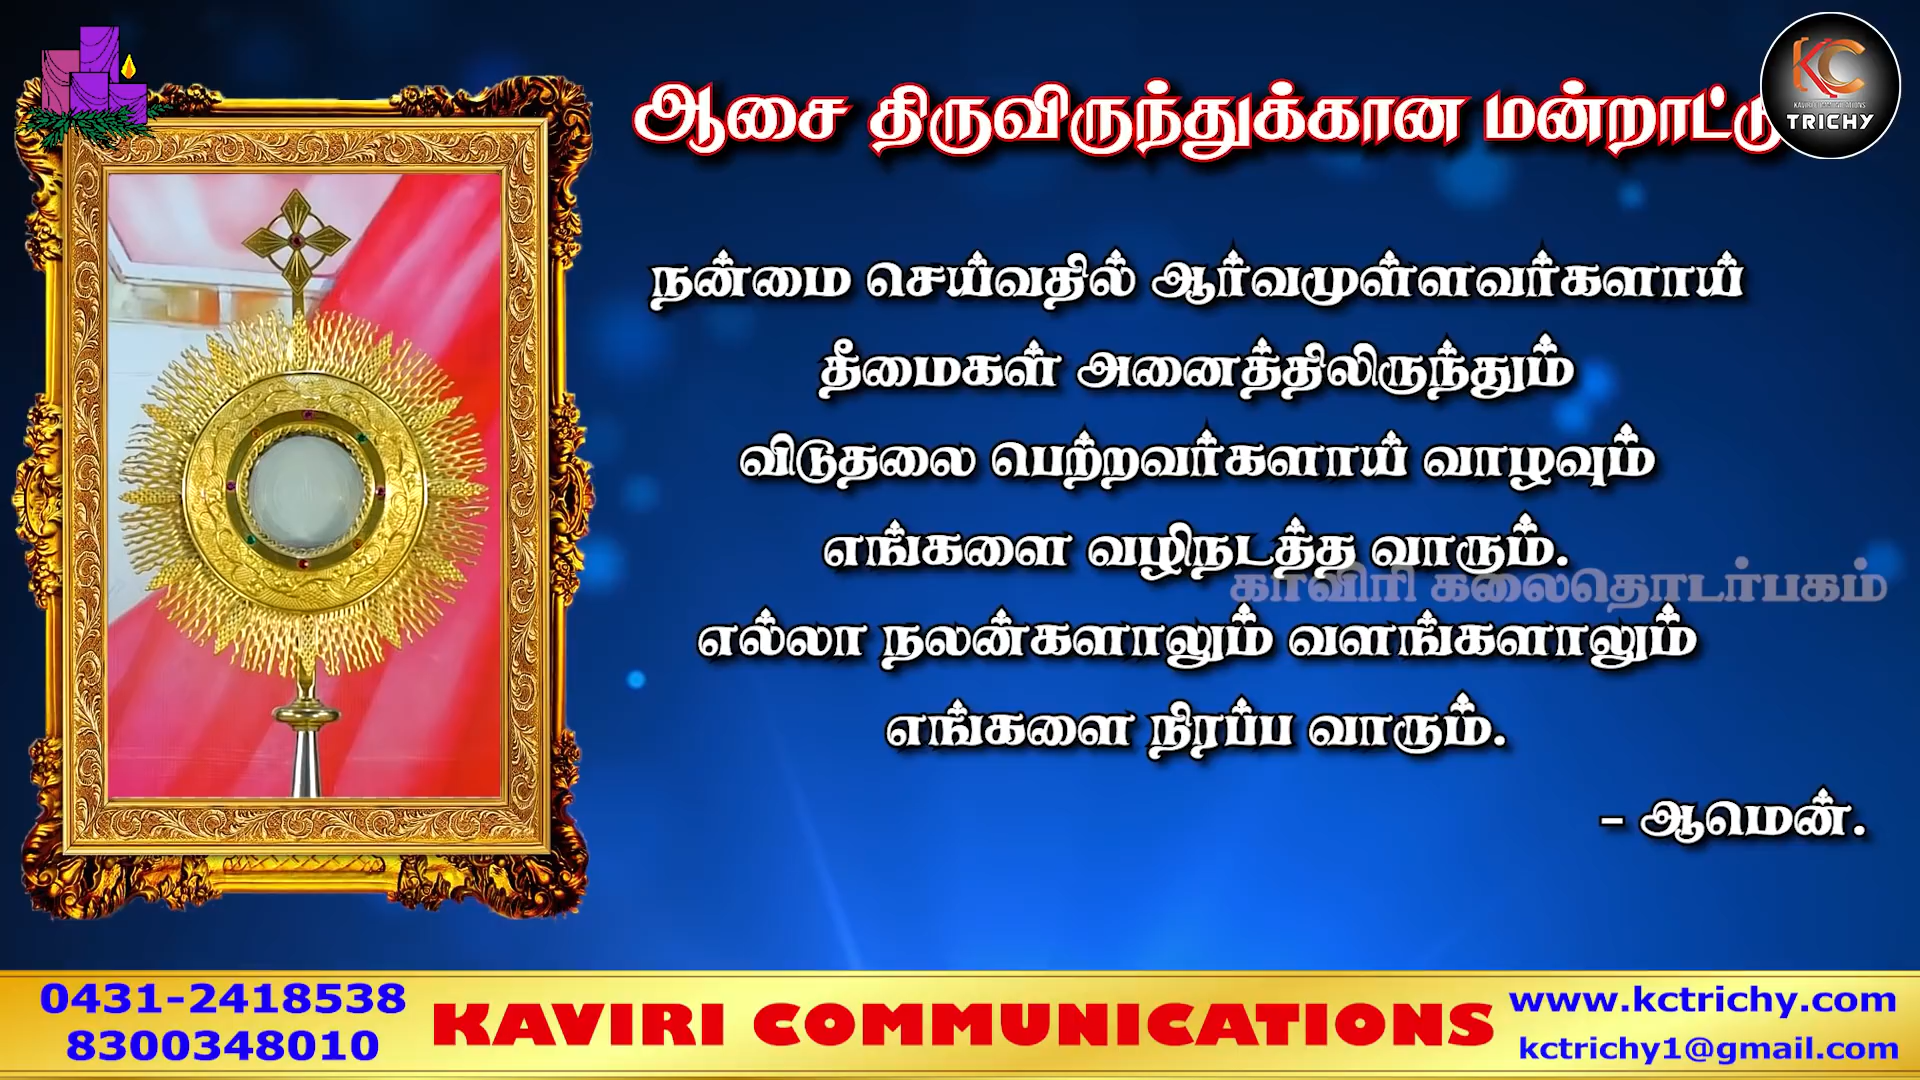 ஆசை திருவிருந்துக்கான மன்றாட்டு
KC
KAVIRI COMMUNICATIONS
TRICHY
நன்மை செய்வதில் ஆர்வமுள்ளவர்களாய்
தீமைகள் அனைத்திலிருந்தும்
விடுதலை பெற்றவர்களாய் வாழவும்
எங்களை வழிநடத்த வாரும்.
காவிரி கலைதொடர்பகம்
எல்லா நலன்களாலும் வளங்களாலும்
எங்களை நிரப்ப வாரும்.
- ஆமென்.
0431-2418538
8300348010
KAVIRI COMMUNICATIONS
www.kctrichy.com
kctrichy1@gmail.com